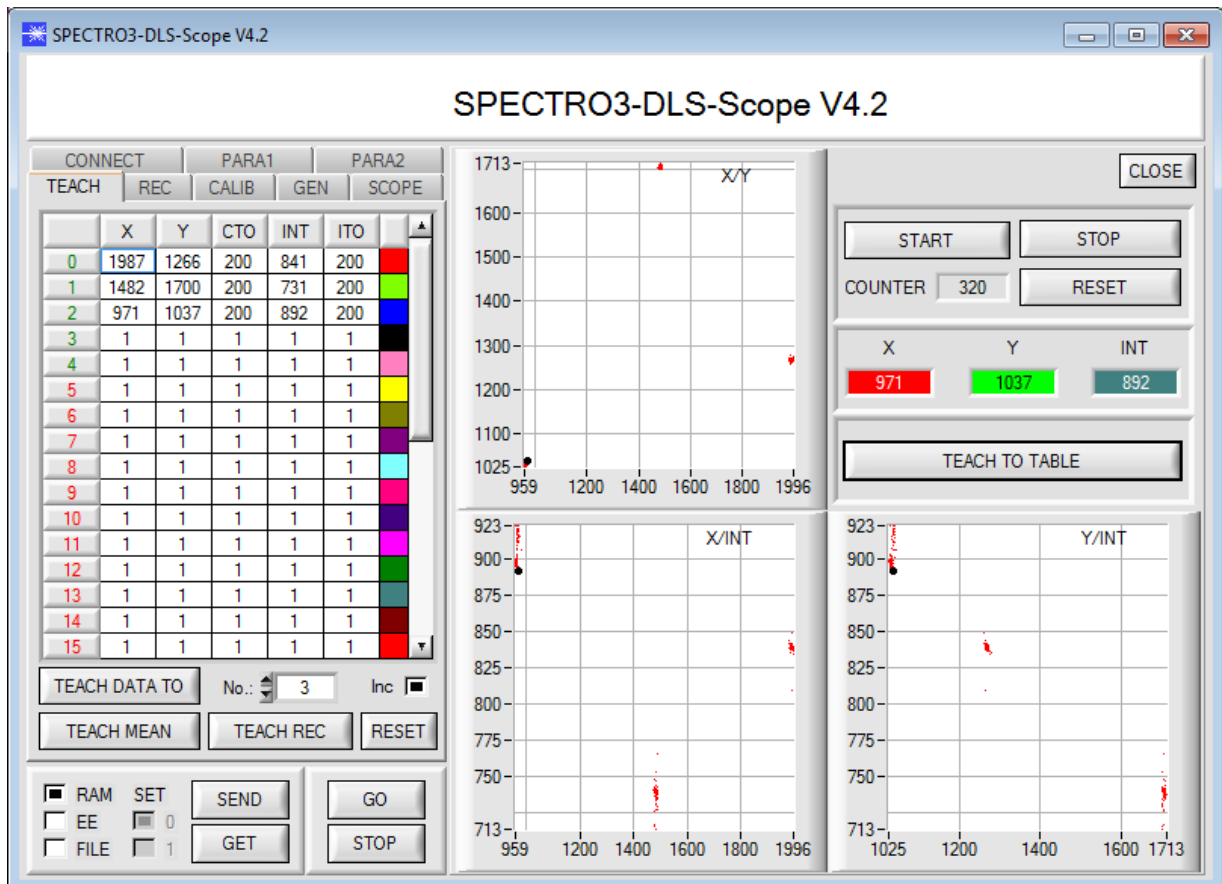 SPECTRO3-DLS-Scope V4.2
SPECTRO3-DLS-Scope V4.2
CONNECT PARA1 PARA2
TEACH REC CALIB GEN SCOPE
X Y CTO INT ITO
0 1987 1266 200 841 200
1 1482 1700 200 731 200
2 971 1037 200 892 200
3 1 1 1 1 1
4 1 1 1 1 1
5 1 1 1 1 1
6 1 1 1 1 1
7 1 1 1 1 1
8 1 1 1 1 1
9 1 1 1 1 1
10 1 1 1 1 1
11 1 1 1 1 1
12 1 1 1 1 1
13 1 1 1 1 1
14 1 1 1 1 1
15 1 1 1 1 1
TEACH DATA TO No.: 3 Inc
TEACH MEAN TEACH REC RESET
RAM SET SEND GO
EE 0
FILE 1 GET STOP
X/Y
1713
1600
1500
1400
1300
1200
1100
1025
959 1200 1400 1600 1800 1996
CLOSE
START STOP
COUNTER 320 RESET
X Y INT
971 1037 892
TEACH TO TABLE
X/INT
923
900
875
850
825
800
775
750
713
959 1200 1400 1600 1800 1996
Y/INT
923
900
875
850
825
800
775
750
713
1025 1200 1400 1600 1713